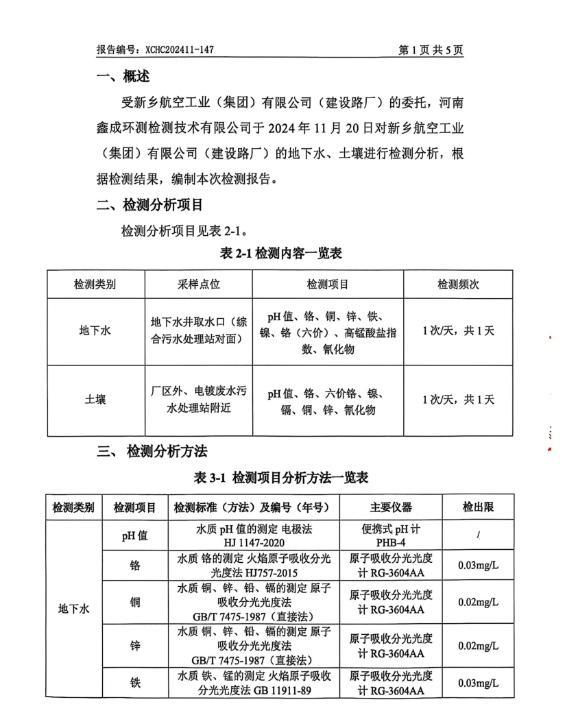 报告编号：XCHC202411-147
第 1 页 共 5 页
一、概述
受新乡航空工业（集团）有限公司（建设路厂）的委托，河南
鑫成环测检测技术有限公司于 2024 年 11 月 20 日对新乡航空工业
（集团）有限公司（建设路厂）的地下水、土壤进行检测分析，根
据检测结果，编制本次检测报告。
二、检测分析项目
检测分析项目见表 2-1。
表 2-1 检测内容一览表
检测类别 采样点位 检测项目 检测频次
地下水
地下水井取水口（综
合污水处理站对面）
pH 值、铬、铜、锌、铁、
镍、铬（六价）、高锰酸盐指
数、氰化物
1 次/天，共 1 天
土壤
厂区外、电镀废水污
水处理站附近
pH 值、铬、六价铬、镍、
镉、铜、锌、氰化物
1 次/天，共 1 天
三、 检测分析方法
表 3-1 检测项目分析方法一览表
检测类别 检测项目 检测标准（方法）及编号（年号） 主要仪器 检出限
地下水
pH 值
水质 pH 值的测定 电极法
HJ 1147-2020
便携式 pH 计
PHB-4
/
铬
水质 铬的测定 火焰原子吸收分光
光度法 HJ757-2015
原子吸收分光光度
计 RG-3604AA
0.03mg/L
铜
水质 铜、锌、铅、镉的测定 原子
吸收分光光度法
GB/T 7475-1987（直接法）
原子吸收分光光度
计 RG-3604AA
0.02mg/L
锌
水质 铜、锌、铅、镉的测定 原子
吸收分光光度法
GB/T 7475-1987（直接法）
原子吸收分光光度
计 RG-3604AA
0.02mg/L
铁
水质 铁、锰的测定 火焰原子吸收
分光光度法 GB 11911-89
原子吸收分光光度
计 RG-3604AA
0.03mg/L